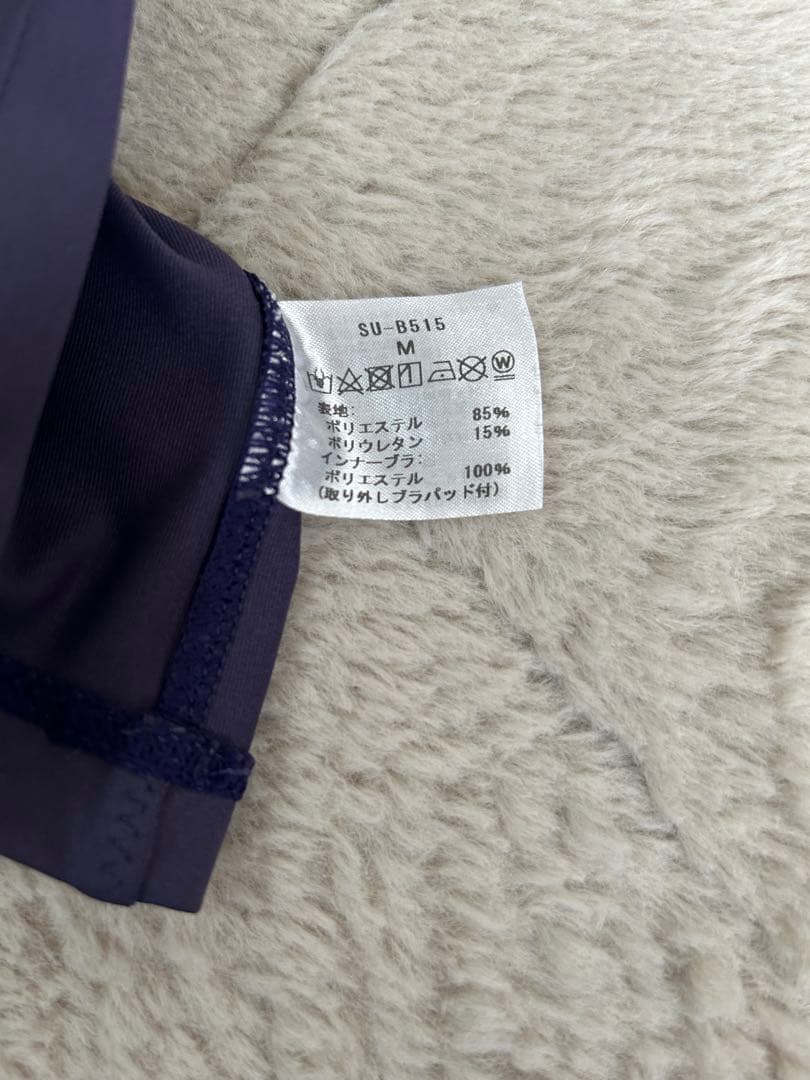 SU-B515
M
W
表地:
ポリエステル 85%
ポリウレタン 15%
インナーブラ:
ポリエステル 100%
(取り外しブラパッド付)